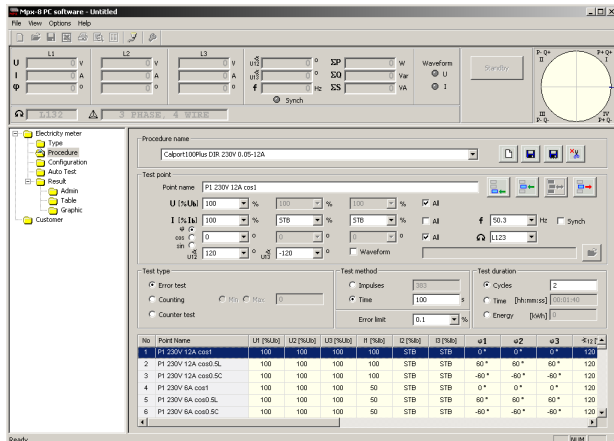 Mpx-8 PC software - Untitled
File View Options Help
L1 L2 L3
U 0 V 0 V 0 V U12 0 ° ΣP 0 W Waveform
I 0 A 0 A 0 A U13 0 ° ΣQ 0 Var U
φ 0 ° 0 ° 0 ° f 0 Hz ΣS 0 VA I
Synch
Standby
P- Q+ P+ Q+
II I
III IV
P- Q- P+ Q-
L132 3 PHASE, 4 WIRE
Electricity meter
Type
Procedure
Configuration
Auto Test
Result
Admin
Table
Graphic
Customer
Procedure name
Calport100Plus DIR 230V 0.05-12A
Test point
Point name P1 230V 12A cos1
U [%Ub] 100 % 100 % 100 % All
I [%Ib] 100 % STB % STB % All f 50.3 Hz Synch
φ
cos 0 ° 0 ° 0 ° All L123
sin
U12 120 ° U13 -120 ° Waveform
Test type
Error test
Counting Min Max 0
Counter test
Test method
Impulses 383
Time 100 s
Error limit 0.1 %
Test duration
Cycles 2
Time [hh:mm:ss] 00:01:40
Energy [kWh] 0
No Point Name U1 [%Ub] U2 [%Ub] U3 [%Ub] I1 [%Ib] I2 [%Ib] I3 [%Ib] φ1 φ2 φ3 12 [
1 P1 230V 12A cos1 100 100 100 100 STB STB 0 ° 0 ° 0 ° 120
2 P1 230V 12A cos0.5L 100 100 100 100 STB STB 60 ° 60 ° 60 ° 120
3 P1 230V 12A cos0.5C 100 100 100 100 STB STB -60 ° -60 ° -60 ° 120
4 P1 230V 6A cos1 100 100 100 50 STB STB 0 ° 0 ° 0 ° 120
5 P1 230V 6A cos0.5L 100 100 100 50 STB STB 60 ° 60 ° 60 ° 120
6 P1 230V 6A cos0.5C 100 100 100 50 STB STB -60 ° -60 ° -60 ° 120
Ready NUM